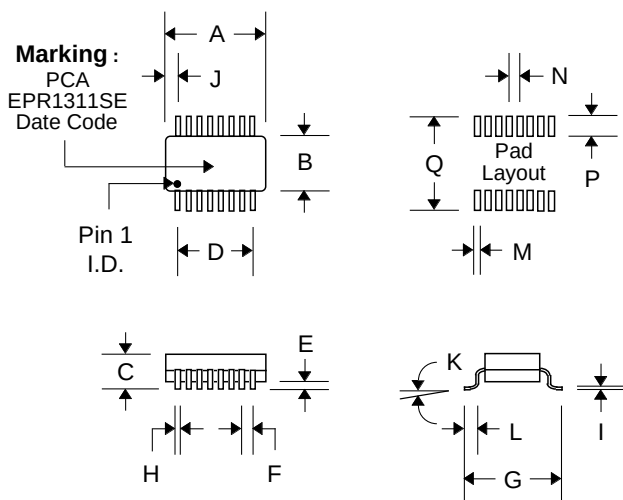 A
Marking :
PCA
EPR1311SE
Date Code
J
N
B
Q
Pad
Layout
P
Pin 1
I.D.
D
M
E
C
K
H
F
L
I
G